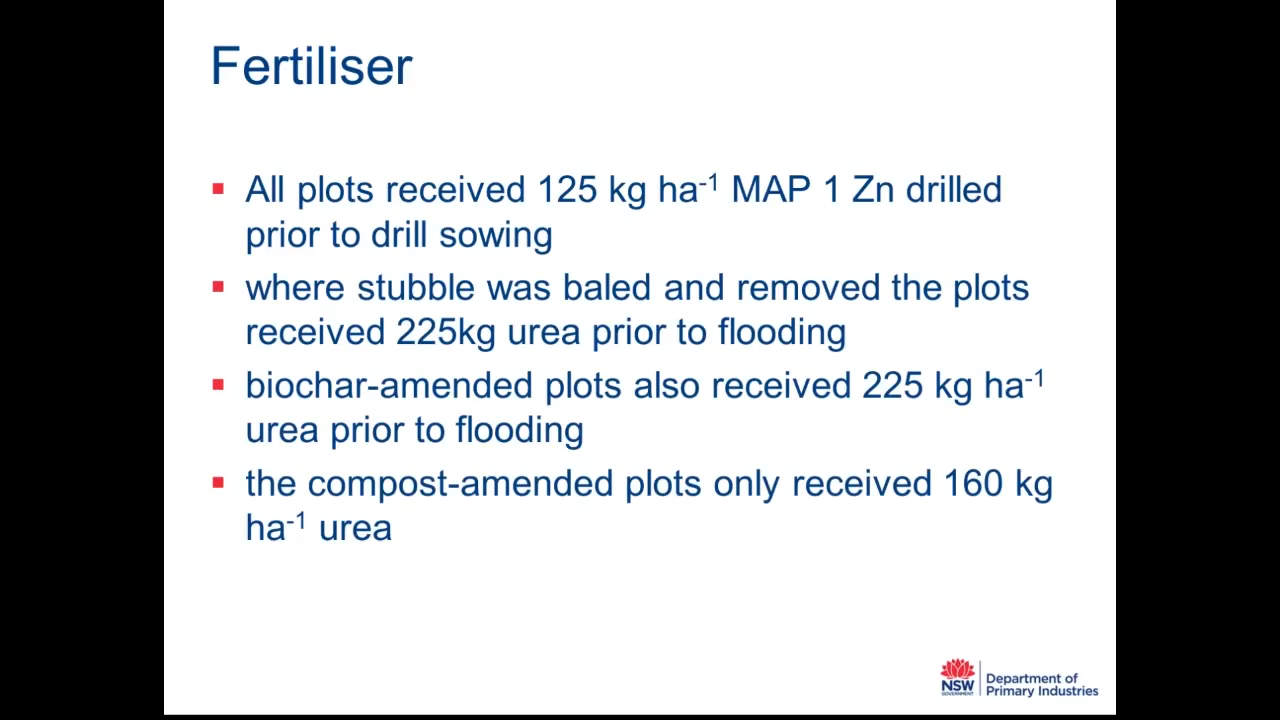 Fertiliser
▪ All plots received 125 kg ha⁻¹ MAP 1 Zn drilled
prior to drill sowing
▪ where stubble was baled and removed the plots
received 225kg urea prior to flooding
▪ biochar-amended plots also received 225 kg ha⁻¹
urea prior to flooding
▪ the compost-amended plots only received 160 kg
ha⁻¹ urea
NSW
GOVERNMENT
Department of
Primary Industries